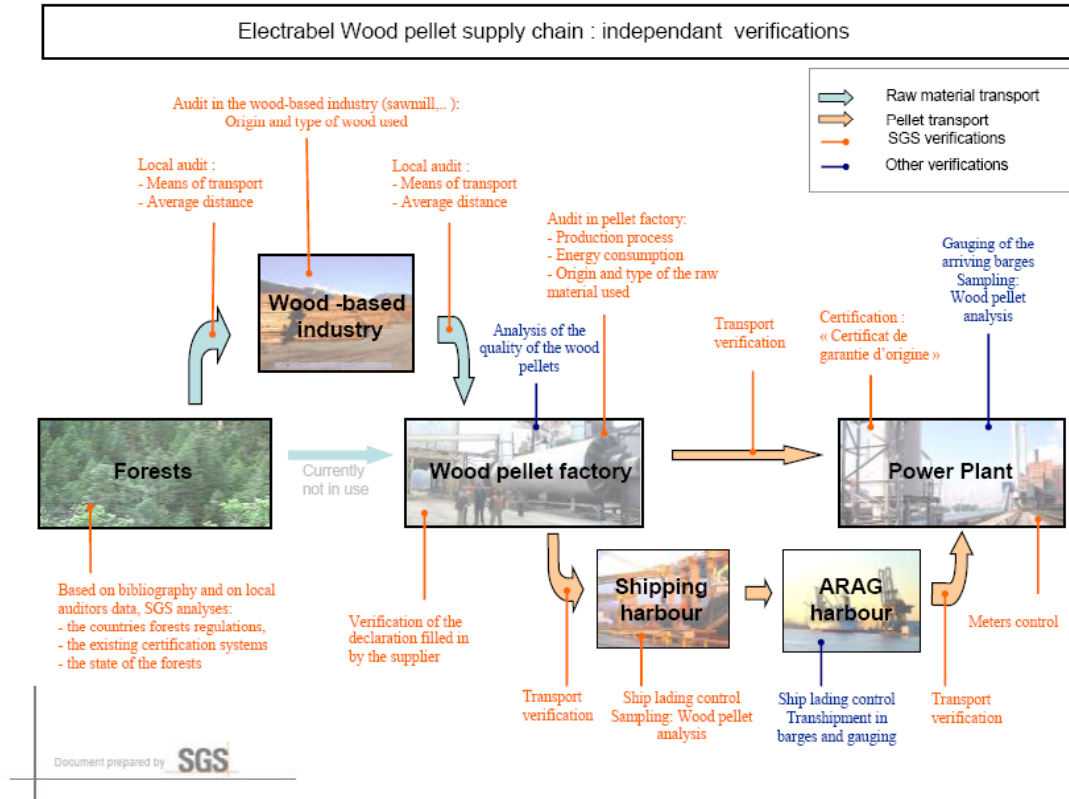 Electrabel Wood pellet supply chain : independant verifications
Raw material transport
Pellet transport
SGS verifications
Other verifications
Audit in the wood-based industry (sawmill,.. ):
Origin and type of wood used
Local audit :
- Means of transport
- Average distance
Local audit :
- Means of transport
- Average distance
Audit in pellet factory:
- Production process
- Energy consumption
- Origin and type of the raw
material used
Gauging of the
arriving barges
Sampling:
Wood pellet
analysis
Wood -based
industry
Analysis of the
quality of the wood
pellets
Transport
verification
Certification :
« Certificat de
garantie d'origine »
Forests
Currently
not in use
Wood pellet factory
Power Plant
Based on bibliography and on local
auditors data, SGS analyses:
- the countries forests regulations,
- the existing certification systems
- the state of the forests
Verification of the
declaration filled in
by the supplier
Shipping
harbour
ARAG
harbour
Meters control
Transport
verification
Ship lading control
Sampling: Wood pellet
analysis
Ship lading control
Transhipment in
barges and gauging
Transport
verification
Document prepared by SGS